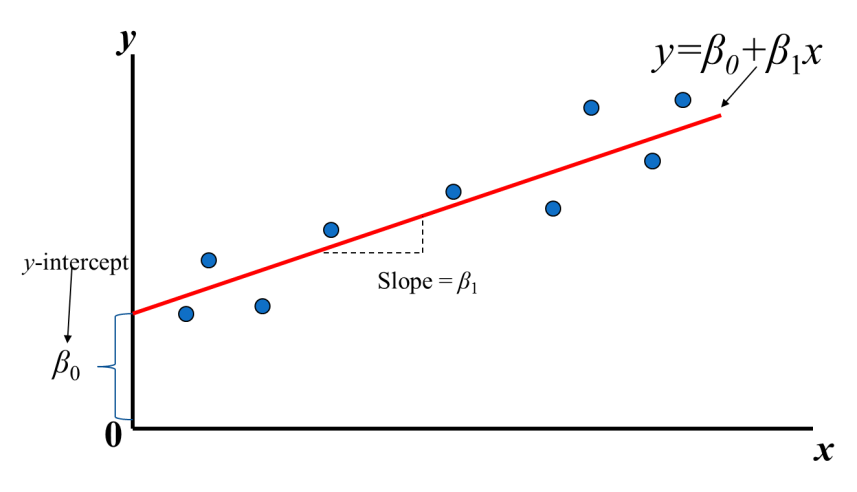 y
y=β₀+β₁x
y-intercept
Slope = β₁
β₀
0
x